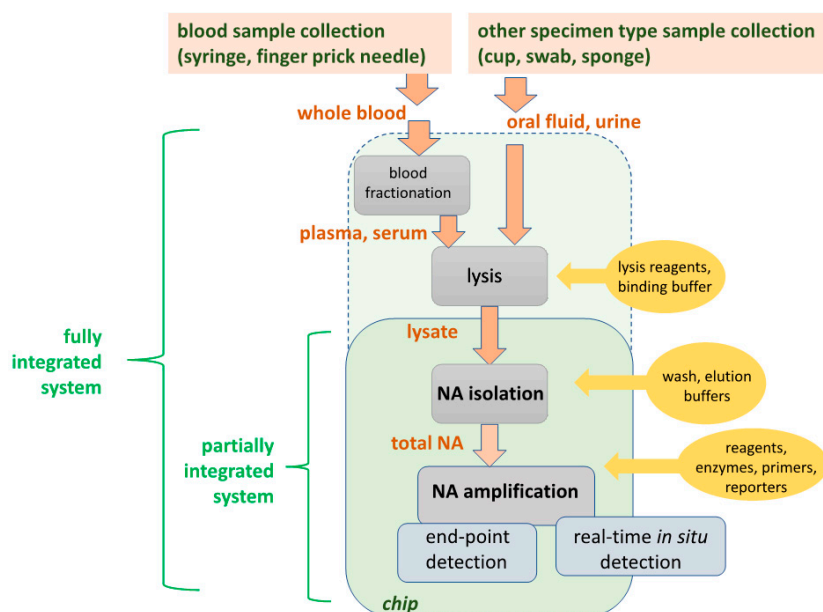 blood sample collection
(syringe, finger prick needle)
other specimen type sample collection
(cup, swab, sponge)
whole blood
oral fluid, urine
blood
fractionation
plasma, serum
lysis
lysis reagents,
binding buffer
lysate
fully
integrated
system
NA isolation
wash, elution
buffers
total NA
partially
integrated
system
NA amplification
reagents,
enzymes, primers,
reporters
end-point
detection
real-time in situ
detection
chip